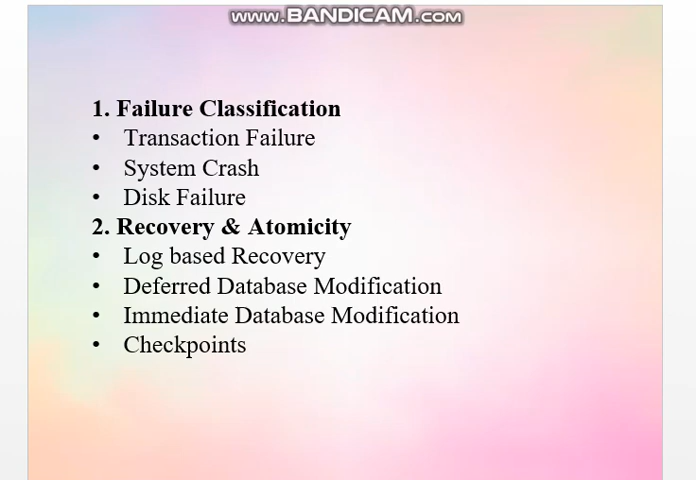 www.BANDICAM.com
1. Failure Classification
• Transaction Failure
• System Crash
• Disk Failure
2. Recovery & Atomicity
• Log based Recovery
• Deferred Database Modification
• Immediate Database Modification
• Checkpoints